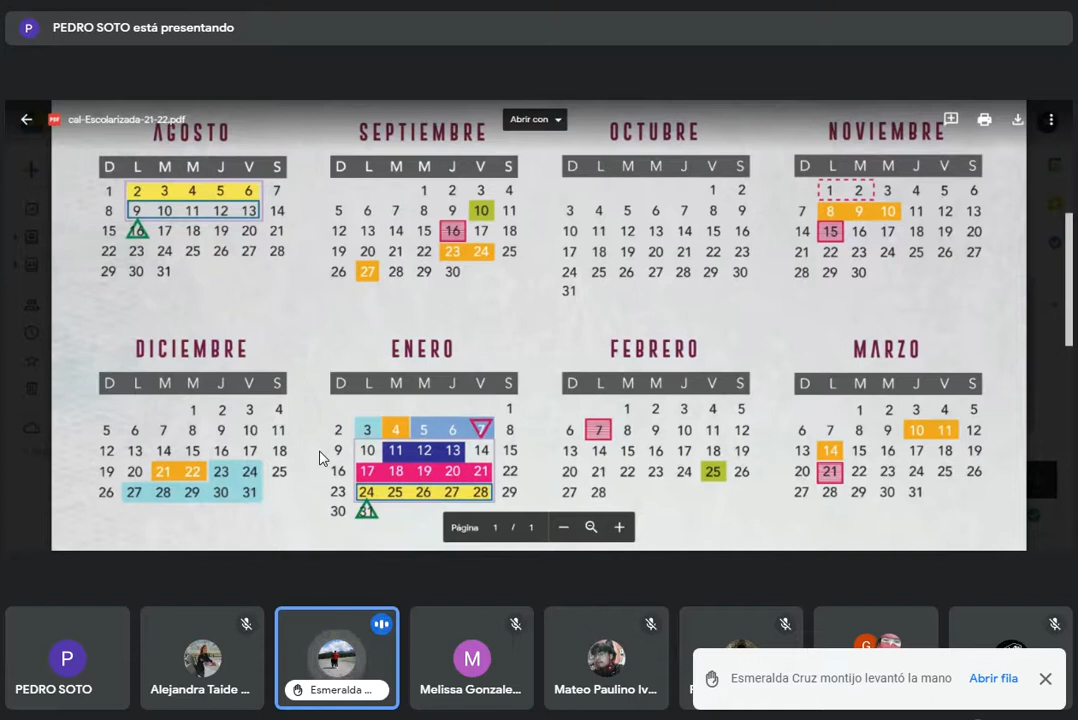 P PEDRO SOTO está presentando
PDF cal-Escolarizada-21-22.pdf
Abrir con
AGOSTO
D L M M J V S
1 2 3 4 5 6 7
8 9 10 11 12 13 14
15 16 17 18 19 20 21
22 23 24 25 26 27 28
29 30 31
SEPTIEMBRE
D L M M J V S
1 2 3 4
5 6 7 8 9 10 11
12 13 14 15 16 17 18
19 20 21 22 23 24 25
26 27 28 29 30
OCTUBRE
D L M M J V S
1 2
3 4 5 6 7 8 9
10 11 12 13 14 15 16
17 18 19 20 21 22 23
24 25 26 27 28 29 30
31
NOVIEMBRE
D L M M J V S
1 2 3 4 5 6
7 8 9 10 11 12 13
14 15 16 17 18 19 20
21 22 23 24 25 26 27
28 29 30
DICIEMBRE
D L M M J V S
1 2 3 4
5 6 7 8 9 10 11
12 13 14 15 16 17 18
19 20 21 22 23 24 25
26 27 28 29 30 31
ENERO
D L M M J V S
1
2 3 4 5 6 7 8
9 10 11 12 13 14 15
16 17 18 19 20 21 22
23 24 25 26 27 28 29
30 31
FEBRERO
D L M M J V S
1 2 3 4 5
6 7 8 9 10 11 12
13 14 15 16 17 18 19
20 21 22 23 24 25 26
27 28
MARZO
D L M M J V S
1 2 3 4 5
6 7 8 9 10 11 12
13 14 15 16 17 18 19
20 21 22 23 24 25 26
27 28 29 30 31
Página 1 / 1
P
PEDRO SOTO
Alejandra Taide ...
Esmeralda ...
M
Melissa Gonzale...
Mateo Paulino Iv...
G
Esmeralda Cruz montijo levantó la mano
Abrir fila